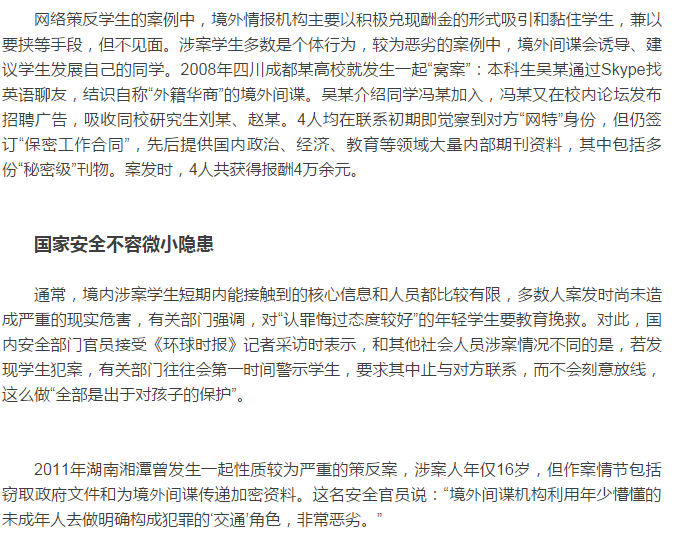 网络策反学生的案例中，境外情报机构主要以积极兑现酬金的形式吸引和黏住学生，兼以
要挟等手段，但不见面。涉案学生多数是个体行为，较为恶劣的案例中，境外间谍会诱导、建
议学生发展自己的同学。2008年四川成都某高校就发生一起“窝案”：本科生吴某通过Skype找
英语聊友，结识自称“外籍华商”的境外间谍。吴某介绍同学冯某加入，冯某又在校内论坛发布
招聘广告，吸收同校研究生刘某、赵某。4人均在联系初期即觉察到对方“网特”身份，但仍签
订“保密工作合同”，先后提供国内政治、经济、教育等领域大量内部期刊资料，其中包括多
份“秘密级”刊物。案发时，4人共获得报酬4万余元。
国家安全不容微小隐患
通常，境内涉案学生短期内能接触到的核心信息和人员都比较有限，多数人案发时尚未造
成严重的现实危害，有关部门强调，对“认罪悔过态度较好”的年轻学生要教育挽救。对此，国
内安全部门官员接受《环球时报》记者采访时表示，和其他社会人员涉案情况不同的是，若发
现学生犯案，有关部门往往会第一时间警示学生，要求其中止与对方联系，而不会刻意放线，
这么做“全部是出于对孩子的保护”。
2011年湖南湘潭曾发生一起性质较为严重的策反案，涉案人年仅16岁，但作案情节包括
窃取政府文件和为境外间谍传递加密资料。这名安全官员说：“境外间谍机构利用年少懵懂的
未成年人去做明确构成犯罪的‘交通’角色，非常恶劣。”